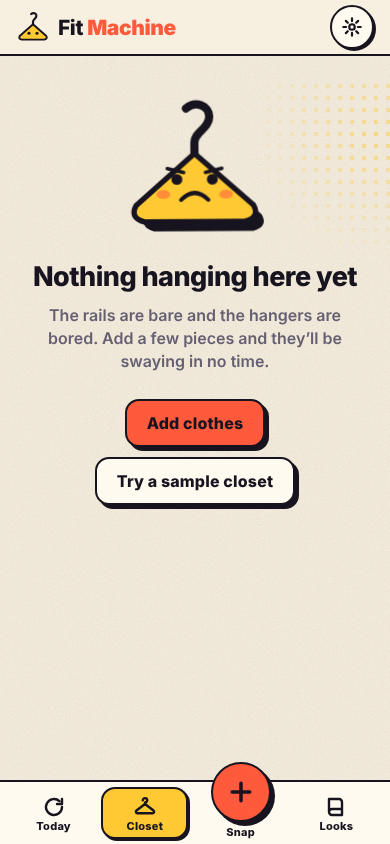 Fit Machine
Nothing hanging here yet
The rails are bare and the hangers are
bored. Add a few pieces and they’ll be
swaying in no time.
Add clothes
Try a sample closet
Today
Closet
Snap
Looks